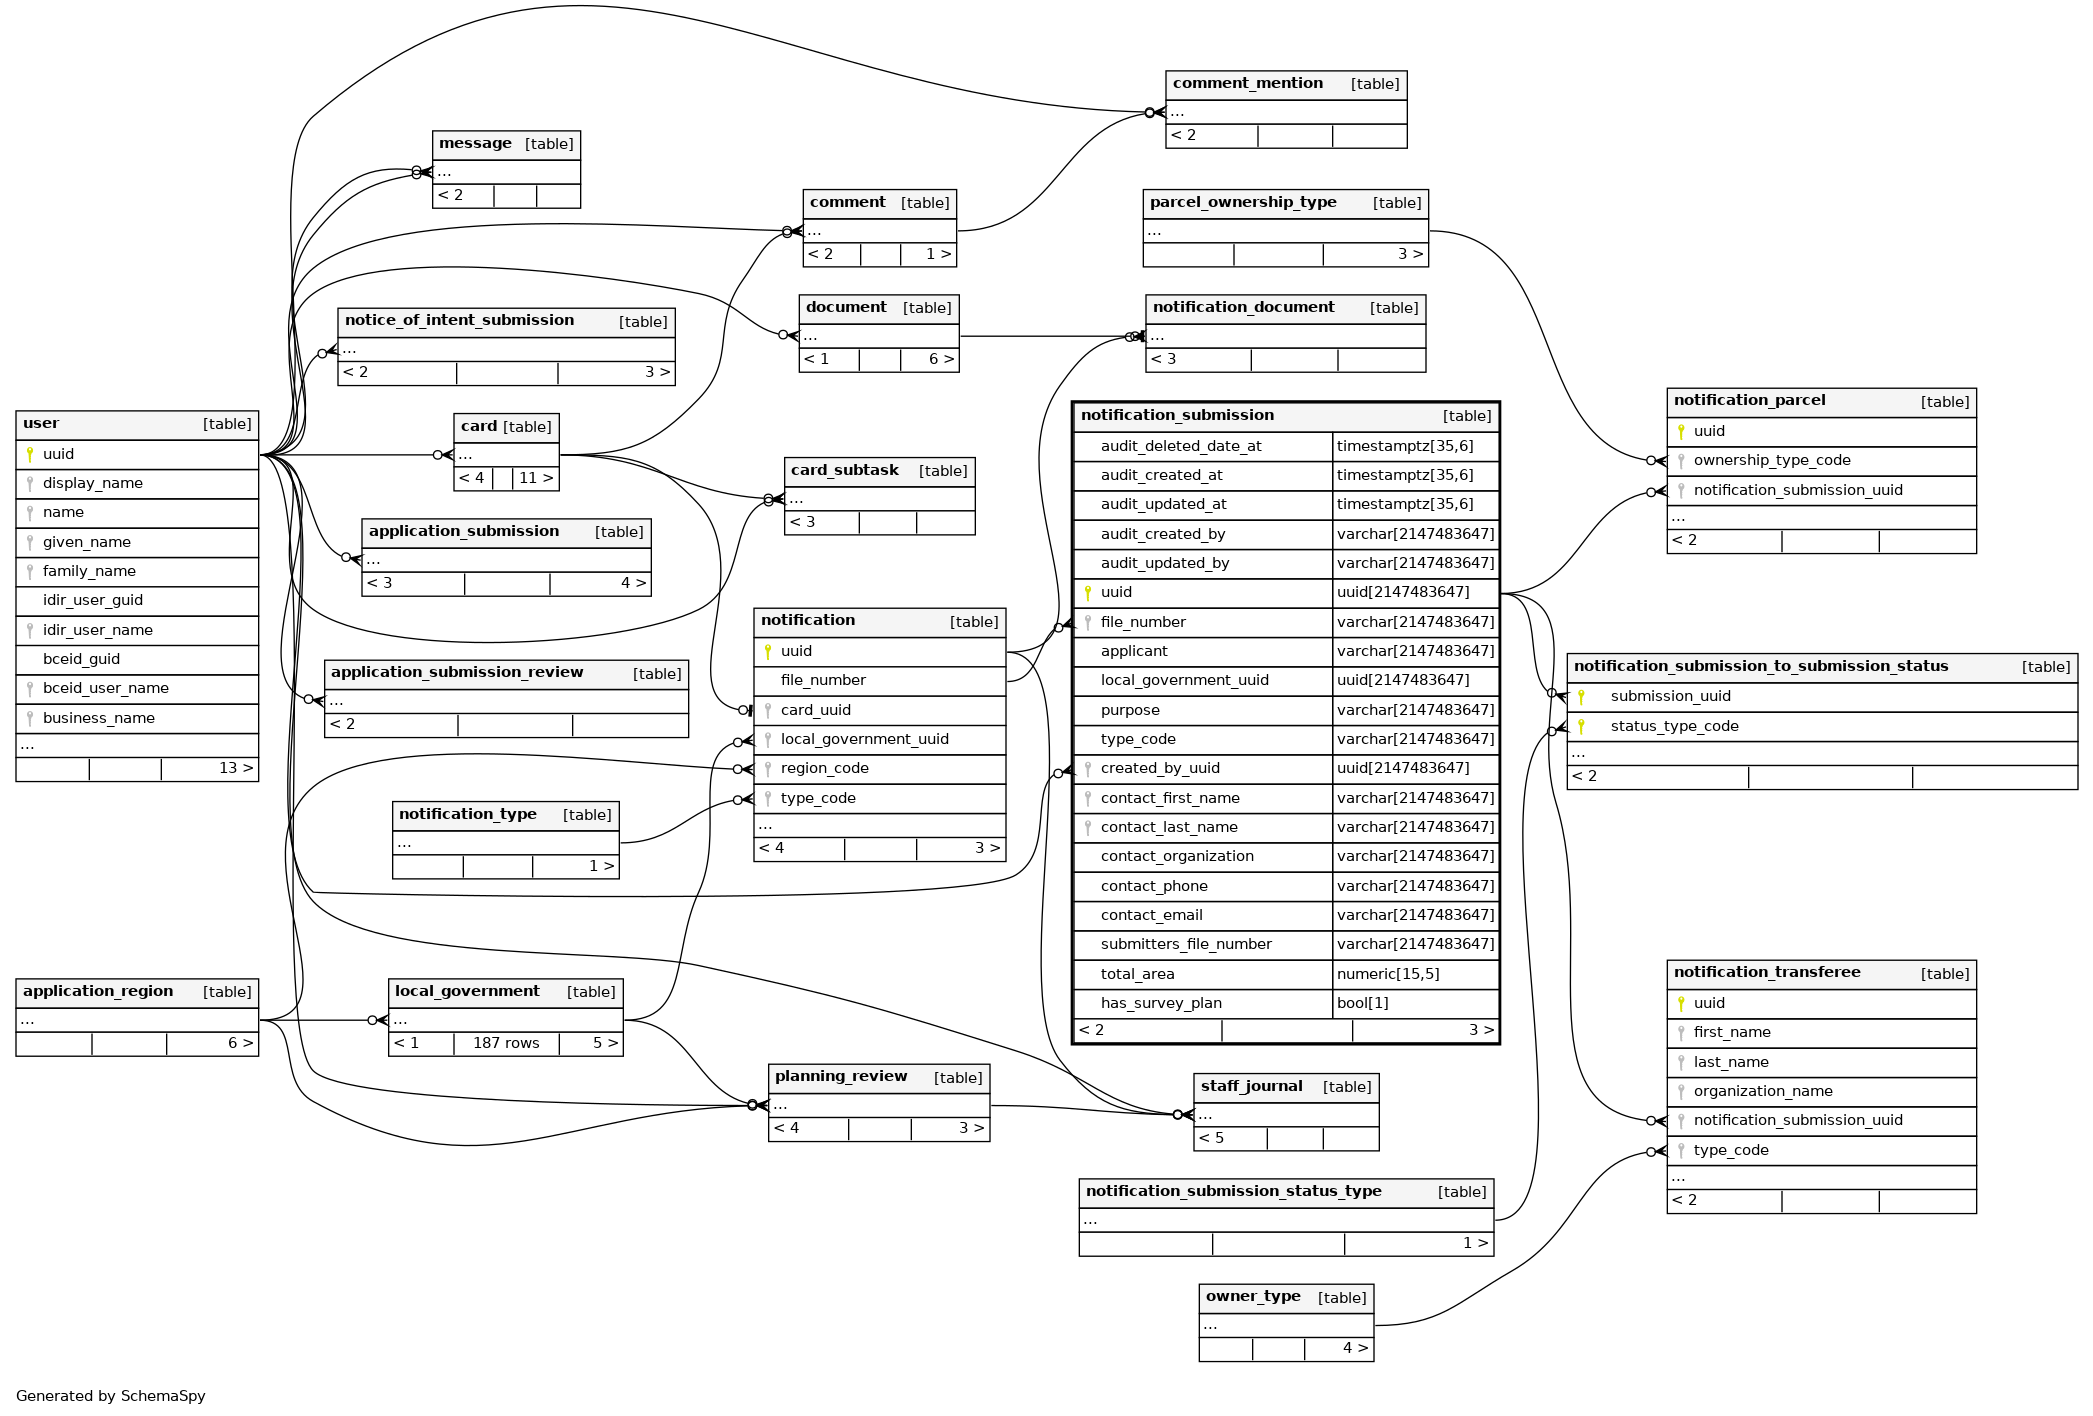 comment_mention [table]
...
< 2
message [table]
...
< 2
comment [table]
...
< 2 1 >
parcel_ownership_type [table]
...
3 >
document [table]
...
< 1 6 >
notification_document [table]
...
< 3
notice_of_intent_submission [table]
...
< 2 3 >
user [table]
uuid
display_name
name
given_name
family_name
idir_user_guid
idir_user_name
bceid_guid
bceid_user_name
business_name
...
13 >
card [table]
...
< 4 11 >
card_subtask [table]
...
< 3
application_submission [table]
...
< 3 4 >
application_submission_review [table]
...
< 2
notification [table]
uuid
file_number
card_uuid
local_government_uuid
region_code
type_code
...
< 4 3 >
notification_type [table]
...
1 >
notification_submission [table]
audit_deleted_date_at timestamptz[35,6]
audit_created_at timestamptz[35,6]
audit_updated_at timestamptz[35,6]
audit_created_by varchar[2147483647]
audit_updated_by varchar[2147483647]
uuid uuid[2147483647]
file_number varchar[2147483647]
applicant varchar[2147483647]
local_government_uuid uuid[2147483647]
purpose varchar[2147483647]
type_code varchar[2147483647]
created_by_uuid uuid[2147483647]
contact_first_name varchar[2147483647]
contact_last_name varchar[2147483647]
contact_organization varchar[2147483647]
contact_phone varchar[2147483647]
contact_email varchar[2147483647]
submitters_file_number varchar[2147483647]
total_area numeric[15,5]
has_survey_plan bool[1]
< 2 3 >
notification_parcel [table]
uuid
ownership_type_code
notification_submission_uuid
...
< 2
notification_submission_to_submission_status [table]
submission_uuid
status_type_code
...
< 2
notification_transferee [table]
uuid
first_name
last_name
organization_name
notification_submission_uuid
type_code
...
< 2
application_region [table]
...
6 >
local_government [table]
...
< 1 187 rows 5 >
planning_review [table]
...
< 4 3 >
staff_journal [table]
...
< 5
notification_submission_status_type [table]
...
1 >
owner_type [table]
...
4 >
Generated by SchemaSpy